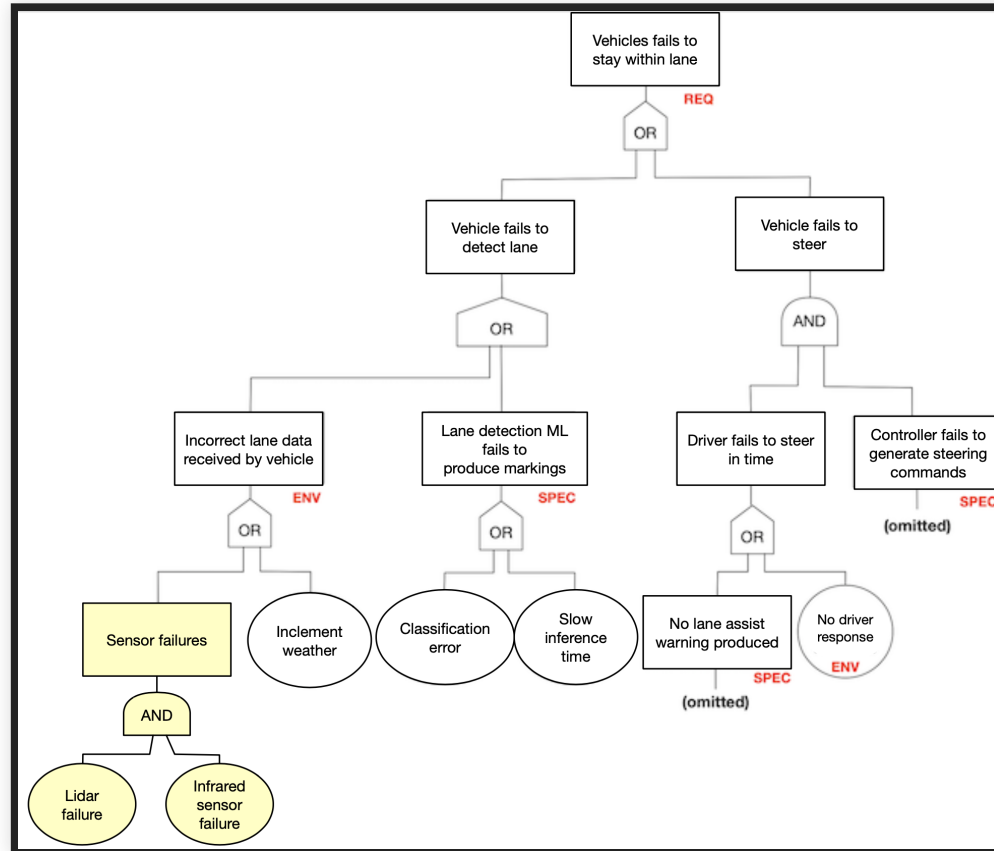 Vehicles fails to
stay within lane
REQ
OR
Vehicle fails to
detect lane
Vehicle fails to
steer
OR
AND
Incorrect lane data
received by vehicle
ENV
Lane detection ML
fails to
produce markings
SPEC
Driver fails to steer
in time
Controller fails to
generate steering
commands
SPEC
(omitted)
OR
OR
OR
Sensor failures
Inclement
weather
Classification
error
Slow
inference
time
No lane assist
warning produced
SPEC
(omitted)
No driver
response
ENV
AND
Lidar
failure
Infrared
sensor
failure